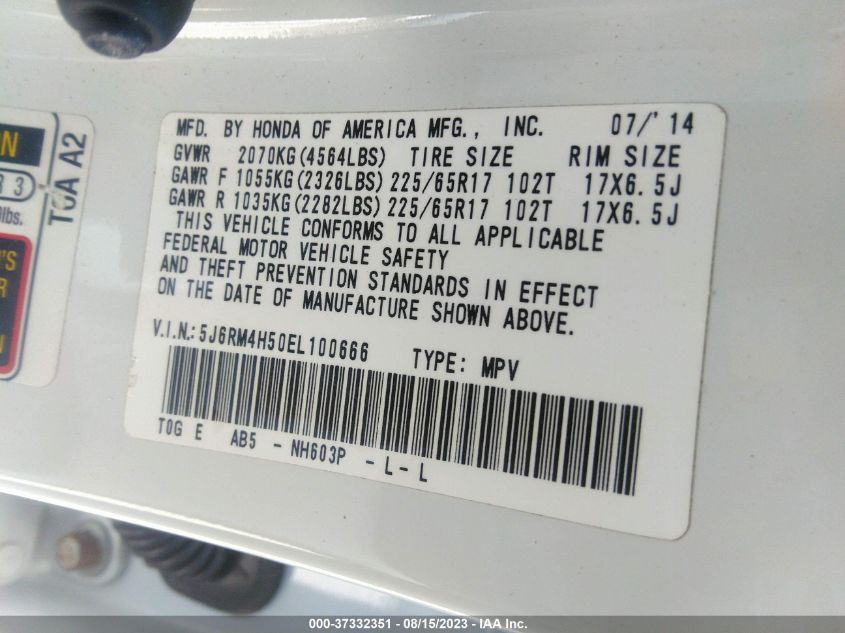 MFD. BY HONDA OF AMERICA MFG., INC. 07/'14
GVWR 2070KG(4564LBS) TIRE SIZE RIM SIZE
GAWR F 1055KG(2326LBS) 225/65R17 102T 17X6.5J
GAWR R 1035KG(2282LBS) 225/65R17 102T 17X6.5J
THIS VEHICLE CONFORMS TO ALL APPLICABLE
FEDERAL MOTOR VEHICLE SAFETY
AND THEFT PREVENTION STANDARDS IN EFFECT
ON THE DATE OF MANUFACTURE SHOWN ABOVE.
V.I.N.: 5J6RM4H50EL100666 TYPE: MPV
T0G E AB5 - NH603P - L - L
T0A A2
N
R 3
lbs.
'S
R
N
000-37332351 - 08/15/2023 - IAA Inc.